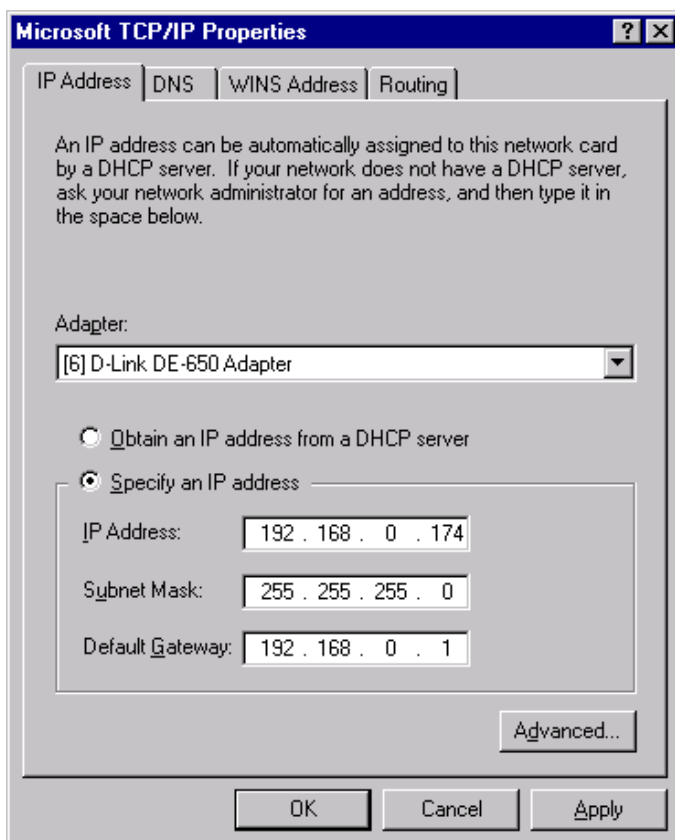 Microsoft TCP/IP Properties
IP Address DNS WINS Address Routing
An IP address can be automatically assigned to this network card
by a DHCP server. If your network does not have a DHCP server,
ask your network administrator for an address, and then type it in
the space below.
Adapter:
[6] D-Link DE-650 Adapter
Obtain an IP address from a DHCP server
Specify an IP address
IP Address: 192 . 168 . 0 . 174
Subnet Mask: 255 . 255 . 255 . 0
Default Gateway: 192 . 168 . 0 . 1
Advanced...
OK Cancel Apply